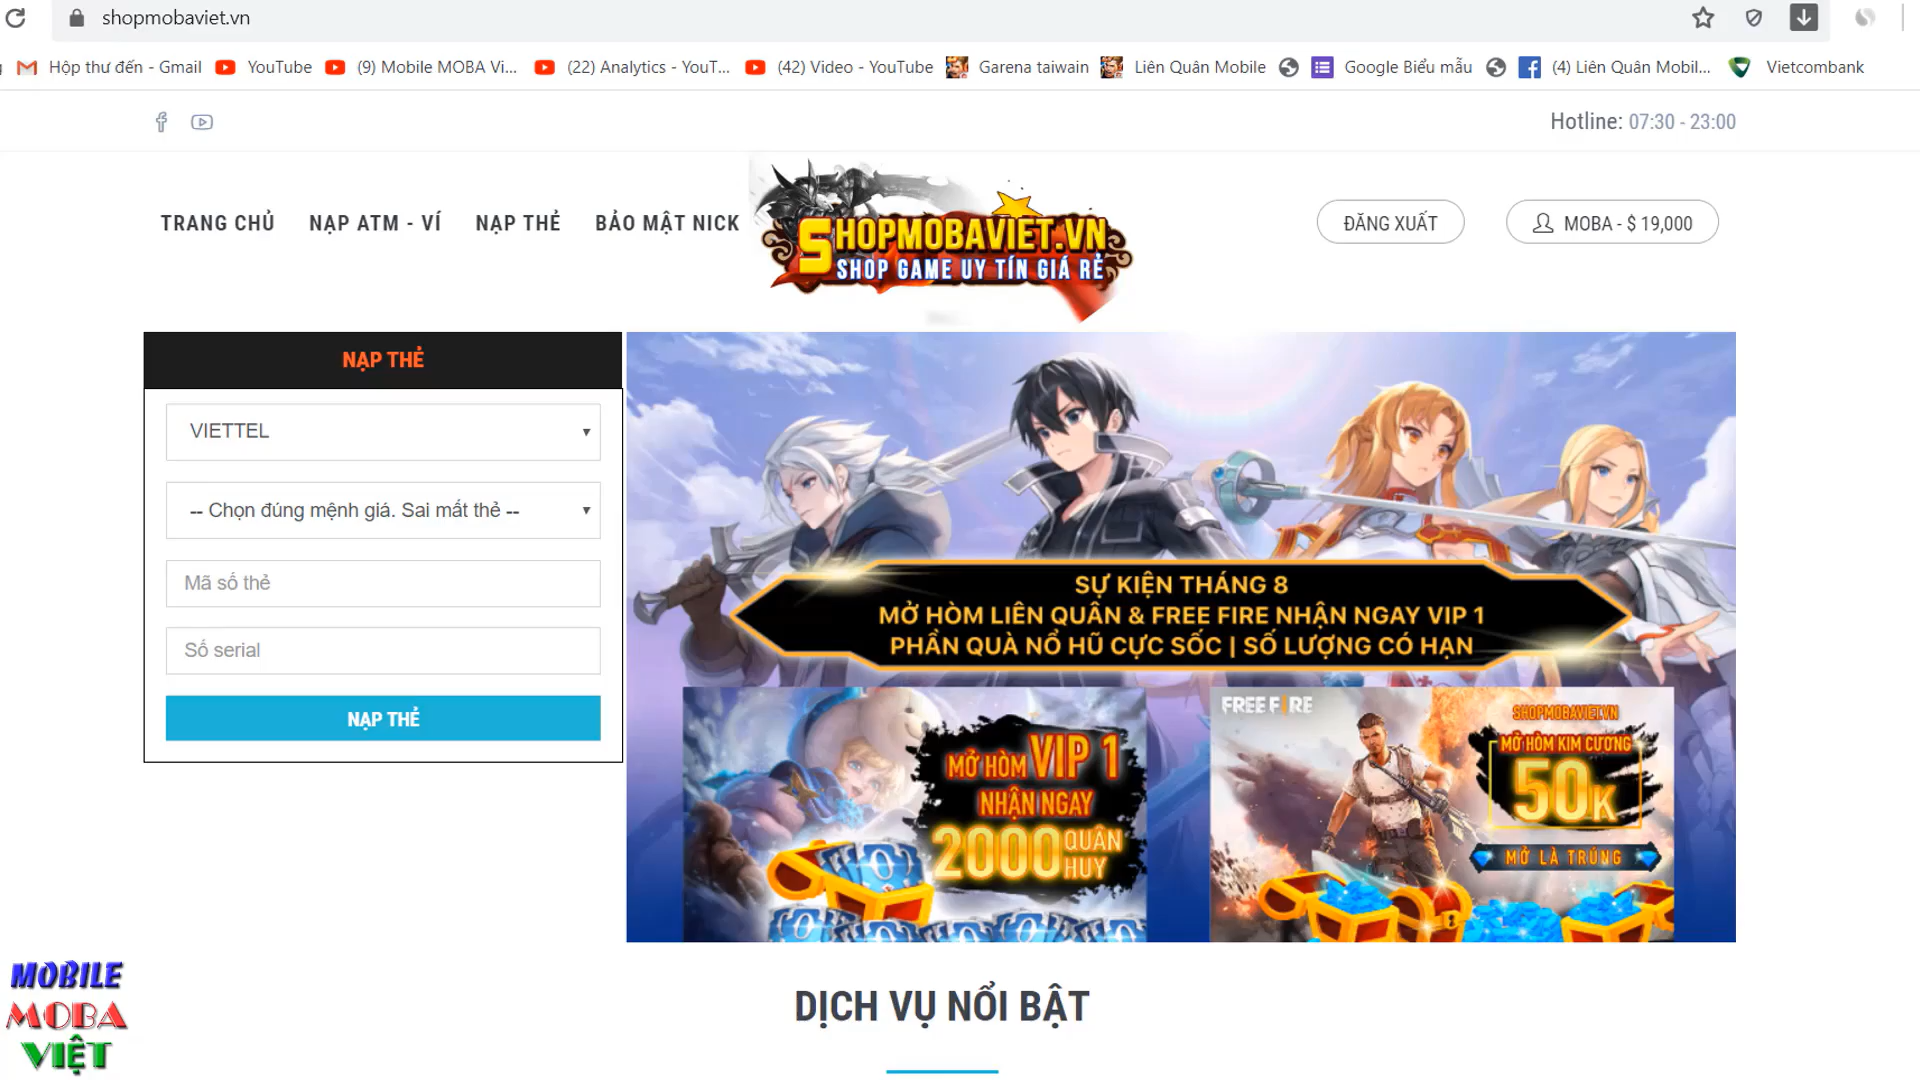 shopmobaviet.vn
Hộp thư đến - Gmail
YouTube
(9) Mobile MOBA Vi...
(22) Analytics - YouT...
(42) Video - YouTube
Garena taiwain
Liên Quân Mobile
Google Biểu mẫu
(4) Liên Quân Mobil...
Vietcombank
Hotline: 07:30 - 23:00
TRANG CHỦ
NẠP ATM - VÍ
NẠP THẺ
BẢO MẬT NICK
SHOPMOBAVIET.VN
SHOP GAME UY TÍN GIÁ RẺ
ĐĂNG XUẤT
MOBA - $ 19,000
NẠP THẺ
VIETTEL
-- Chọn đúng mệnh giá. Sai mất thẻ --
Mã số thẻ
Số serial
NẠP THẺ
SỰ KIỆN THÁNG 8
MỞ HÒM LIÊN QUÂN & FREE FIRE NHẬN NGAY VIP 1
PHẦN QUÀ NỔ HŨ CỰC SỐC | SỐ LƯỢNG CÓ HẠN
MỞ HÒM VIP 1
NHẬN NGAY
2000 QUÂN HUY
FREE FIRE
SHOPMOBAVIET.VN
MỞ HÒM KIM CƯƠNG
50K
MỞ LÀ TRÚNG
DỊCH VỤ NỔI BẬT
MOBILE
MOBA
VIỆT